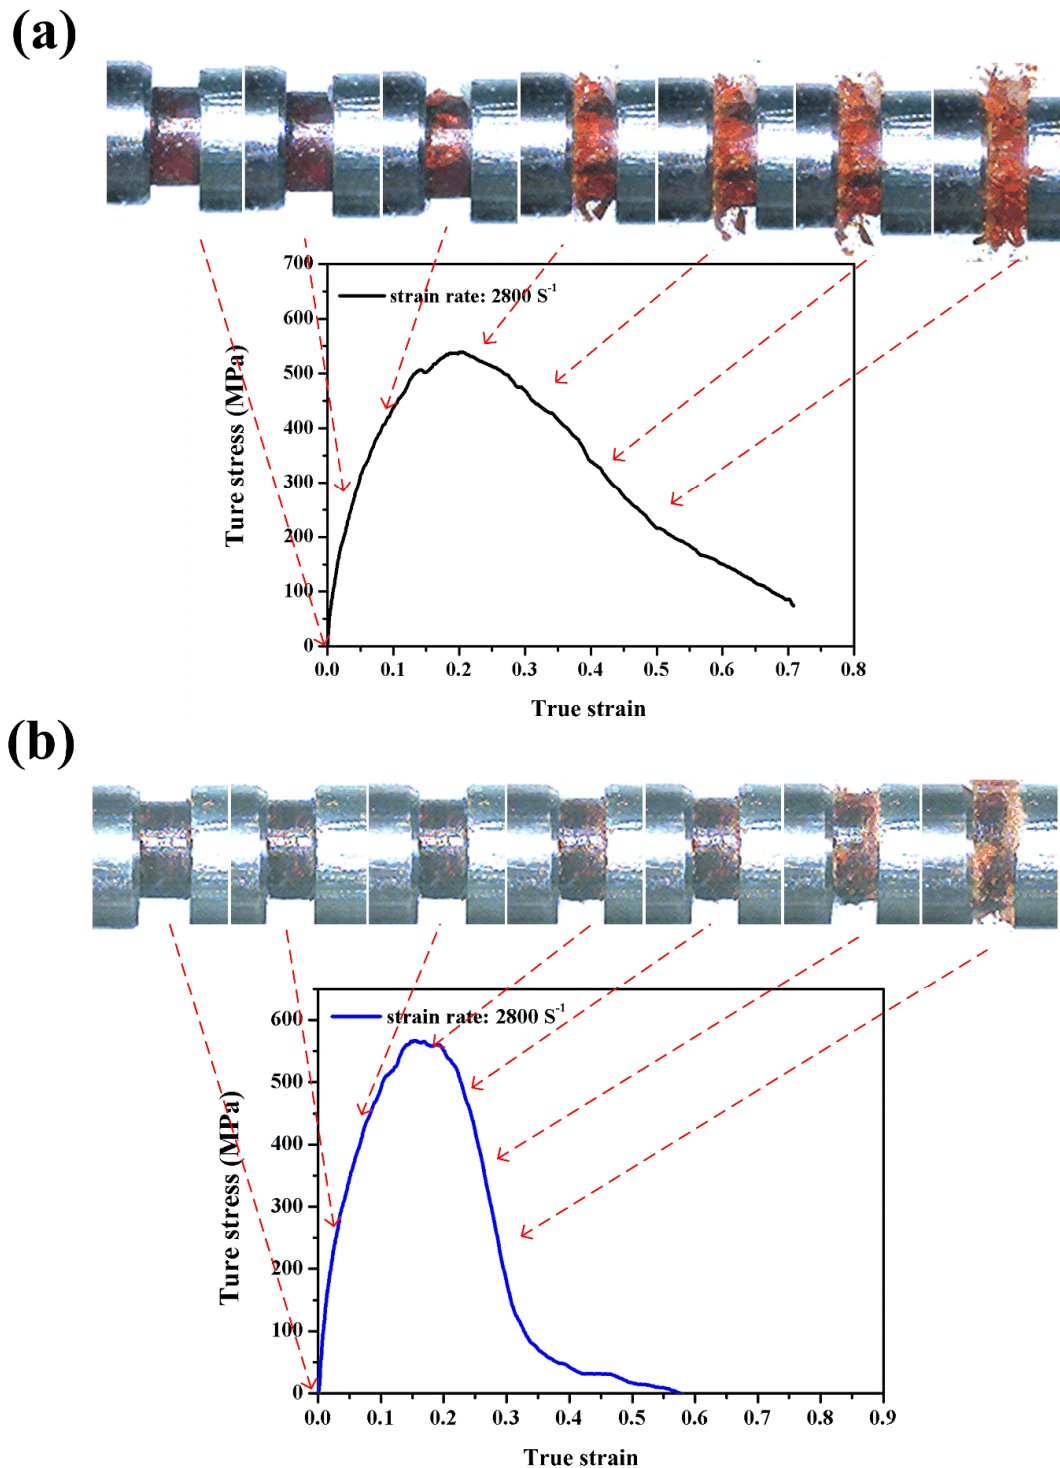 (a)
700
strain rate: 2800 S⁻¹
600
500
400
300
200
100
0
Ture stress (MPa)
0.0 0.1 0.2 0.3 0.4 0.5 0.6 0.7 0.8
True strain
(b)
strain rate: 2800 S⁻¹
600
500
400
300
200
100
0
Ture stress (MPa)
0.0 0.1 0.2 0.3 0.4 0.5 0.6 0.7 0.8 0.9
True strain